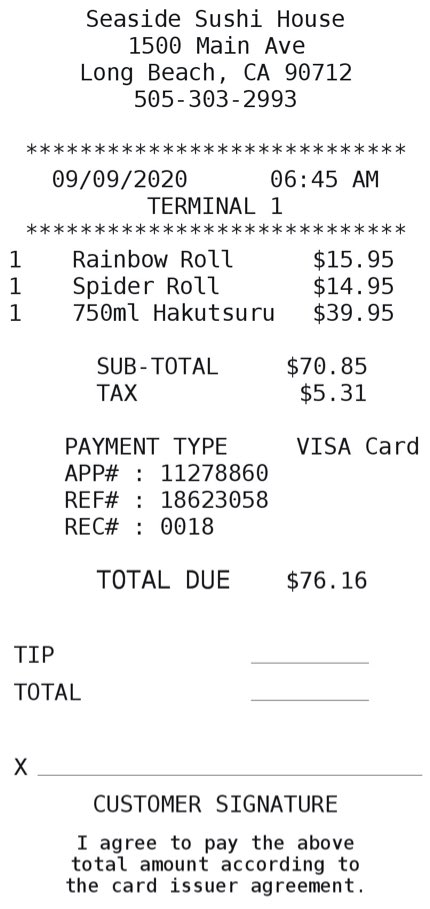 Seaside Sushi House
1500 Main Ave
Long Beach, CA 90712
505-303-2993
****************************
09/09/2020 06:45 AM
TERMINAL 1
****************************
1 Rainbow Roll $15.95
1 Spider Roll $14.95
1 750ml Hakutsuru $39.95
SUB-TOTAL $70.85
TAX $5.31
PAYMENT TYPE VISA Card
APP# : 11278860
REF# : 18623058
REC# : 0018
TOTAL DUE $76.16
TIP
TOTAL
X
CUSTOMER SIGNATURE
I agree to pay the above
total amount according to
the card issuer agreement.